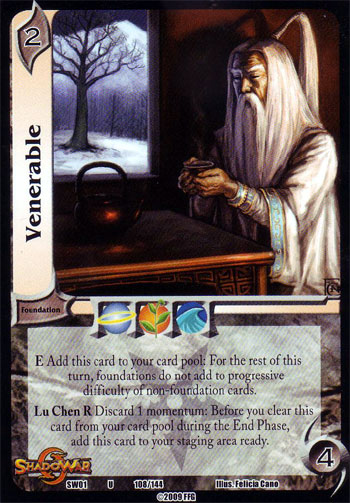 2
Venerable
Foundation
E Add this card to your card pool: For the rest of this
turn, foundations do not add to progressive
difficulty of non-foundation cards.
Lu Chen R Discard 1 momentum: Before you clear this
card from your card pool during the End Phase,
add this card to your staging area ready.
4
SHADOWAR
SW01 U 108/144 Illus. Felicia Cano
©2009 FFG